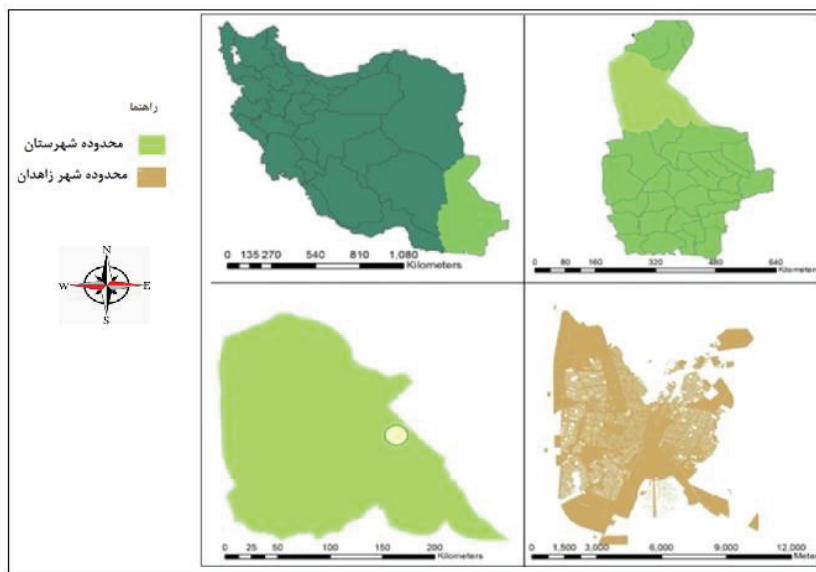 راهنما
محدوده شهرستان
محدوده شهر زاهدان
N
W E
S
0 135 270 540 810 1,080
Kilometers
0 80 160 320 480 640
Kilometers
0 25 50 100 150 200
Kilometers
0 1,500 3,000 6,000 9,000 12,000
Meters